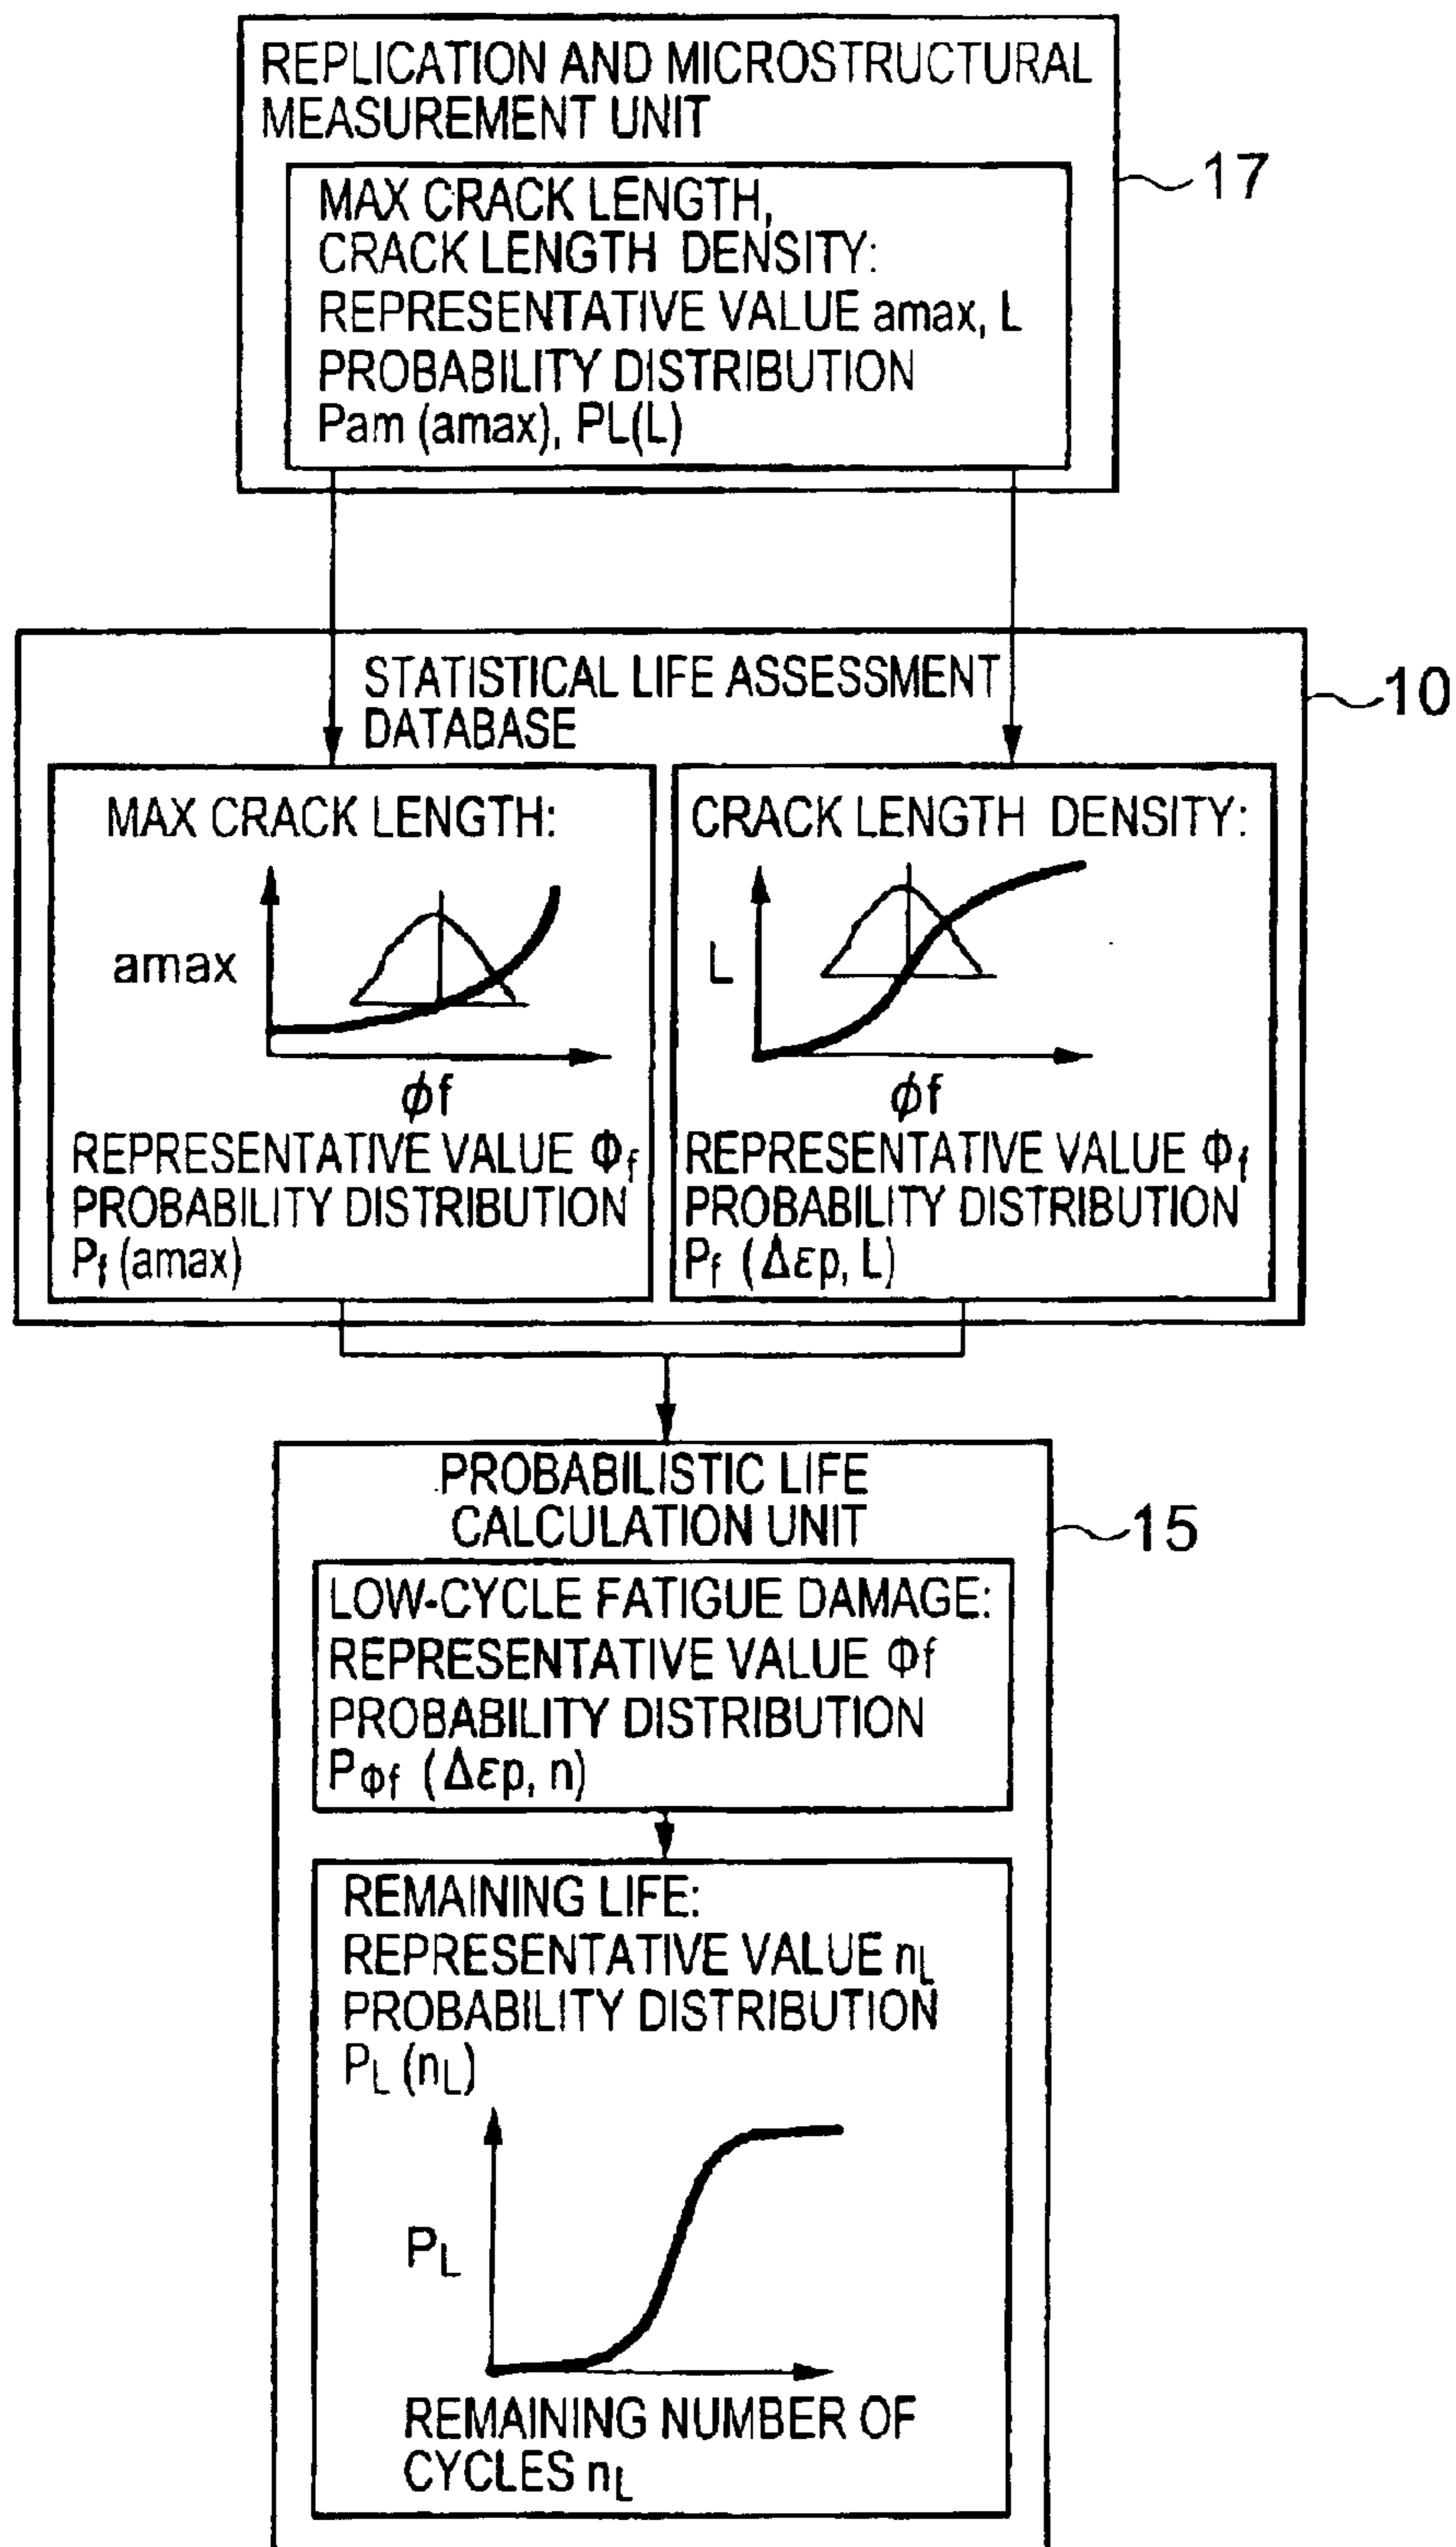 REPLICATION AND MICROSTRUCTURAL
MEASUREMENT UNIT
MAX CRACK LENGTH,
CRACK LENGTH DENSITY:
REPRESENTATIVE VALUE amax, L
PROBABILITY DISTRIBUTION
Pam (amax), PL(L)
17
STATISTICAL LIFE ASSESSMENT
DATABASE
10
MAX CRACK LENGTH:
amax
ϕf
REPRESENTATIVE VALUE Φf
PROBABILITY DISTRIBUTION
Pf (amax)
CRACK LENGTH DENSITY:
L
ϕf
REPRESENTATIVE VALUE Φf
PROBABILITY DISTRIBUTION
Pf (Δεp, L)
PROBABILISTIC LIFE
CALCULATION UNIT
15
LOW-CYCLE FATIGUE DAMAGE:
REPRESENTATIVE VALUE Φf
PROBABILITY DISTRIBUTION
PΦf (Δεp, n)
REMAINING LIFE:
REPRESENTATIVE VALUE nL
PROBABILITY DISTRIBUTION
PL (nL)
PL
REMAINING NUMBER OF
CYCLES nL